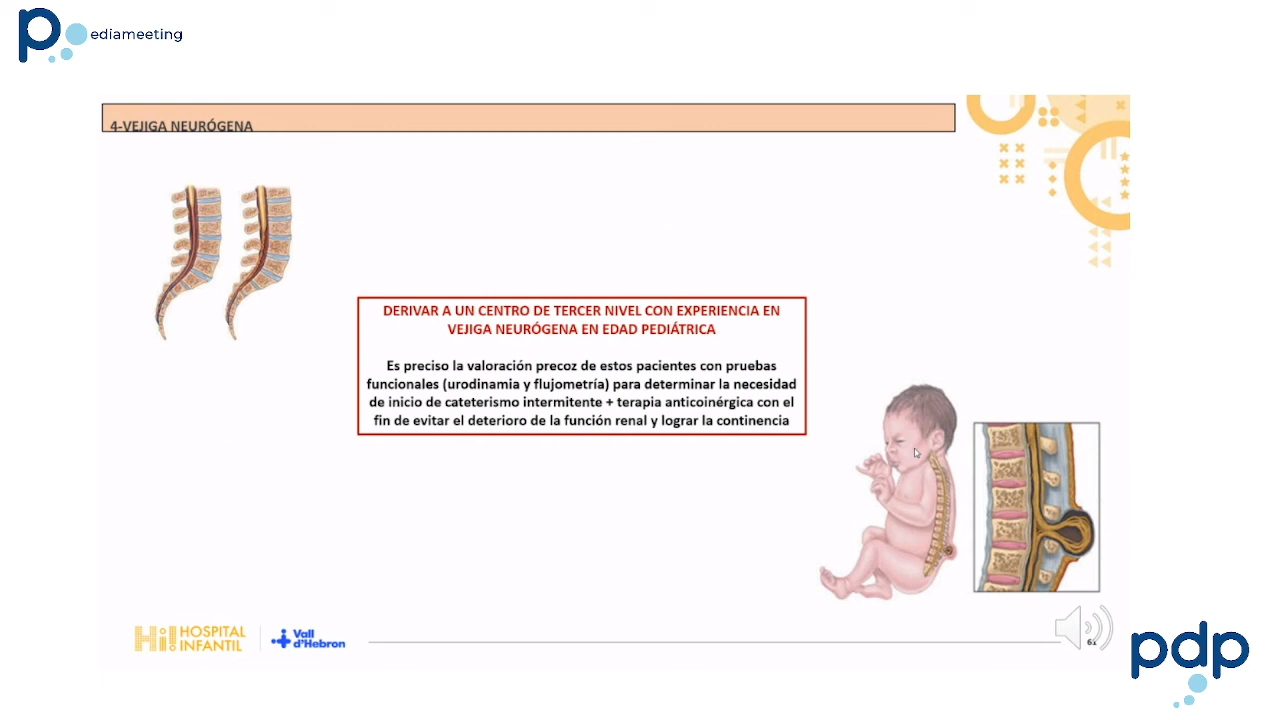 pediameeting
4-VEJIGA NEURÓGENA
DERIVAR A UN CENTRO DE TERCER NIVEL CON EXPERIENCIA EN
VEJIGA NEURÓGENA EN EDAD PEDIÁTRICA
Es preciso la valoración precoz de estos pacientes con pruebas
funcionales (urodinamia y flujometría) para determinar la necesidad
de inicio de cateterismo intermitente + terapia anticoinérgica con el
fin de evitar el deterioro de la función renal y lograr la continencia
Hi! HOSPITAL
INFANTIL
Vall
d'Hebron
61
pdp